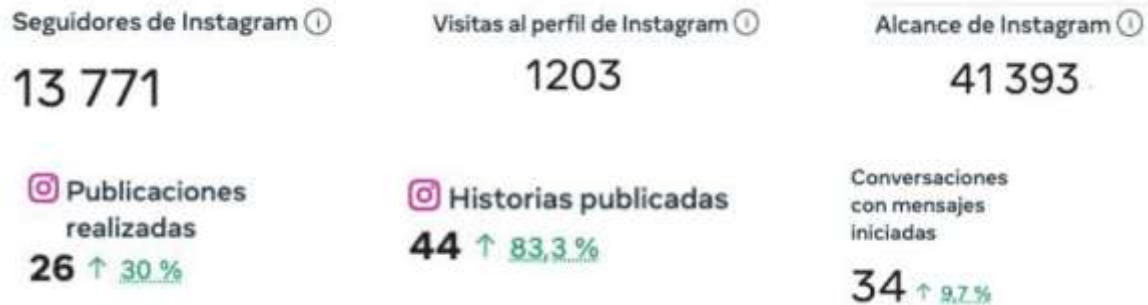 Seguidores de Instagram
13 771
Visitas al perfil de Instagram
1203
Alcance de Instagram
41 393
Publicaciones
realizadas
26 ↑ 30 %
Historias publicadas
44 ↑ 83,3 %
Conversaciones
con mensajes
iniciadas
34 ↑ 9,7 %